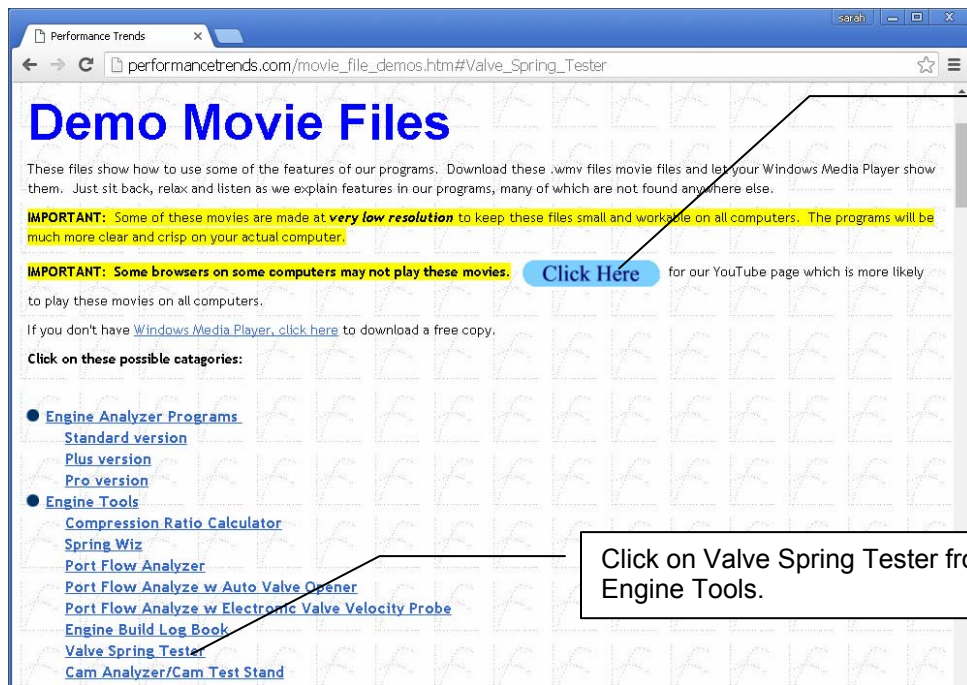 sarah
Performance Trends
performancetrends.com/movie_file_demos.htm#Valve_Spring_Tester
Demo Movie Files
These files show how to use some of the features of our programs. Download these .wmv files movie files and let your Windows Media Player show
them. Just sit back, relax and listen as we explain features in our programs, many of which are not found anywhere else.
IMPORTANT: Some of these movies are made at very low resolution to keep these files small and workable on all computers. The programs will be
much more clear and crisp on your actual computer.
IMPORTANT: Some browsers on some computers may not play these movies. Click Here for our YouTube page which is more likely
to play these movies on all computers.
If you don't have Windows Media Player, click here to download a free copy.
Click on these possible catagories:
Engine Analyzer Programs
Standard version
Plus version
Pro version
Engine Tools
Compression Ratio Calculator
Spring Wiz
Port Flow Analyzer
Port Flow Analyze w Auto Valve Opener
Port Flow Analyze w Electronic Valve Velocity Probe
Engine Build Log Book
Valve Spring Tester
Cam Analyzer/Cam Test Stand
Click on Valve Spring Tester fro
Engine Tools.